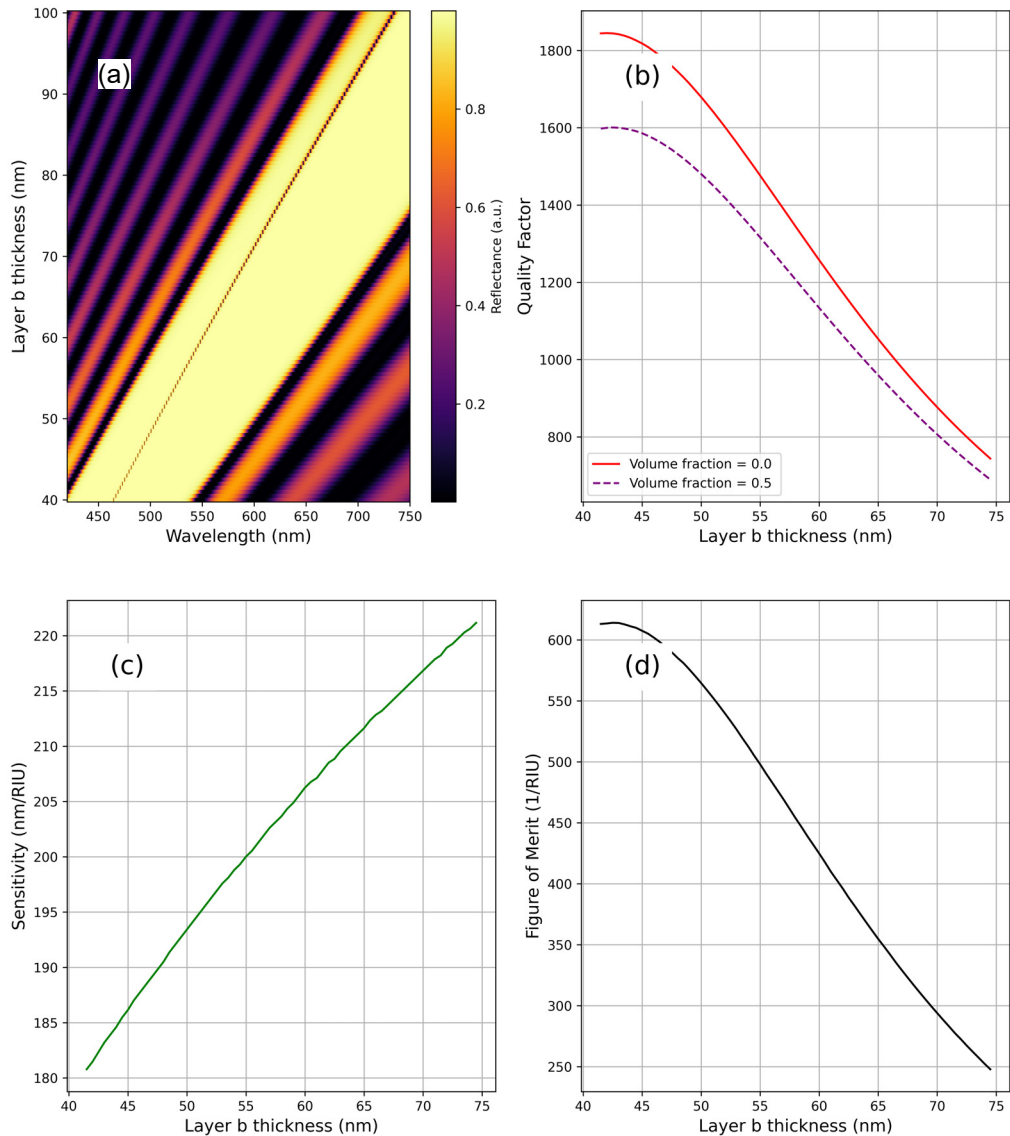 (a)
100
90
80
70
60
50
40
Layer b thickness (nm)
450 500 550 600 650 700 750
Wavelength (nm)
0.8
0.6
0.4
0.2
Reflectance (a.u.)
(b)
1800
1600
1400
1200
1000
800
Quality Factor
Volume fraction = 0.0
Volume fraction = 0.5
40 45 50 55 60 65 70 75
Layer b thickness (nm)
(c)
220
215
210
205
200
195
190
185
180
Sensitivity (nm/RIU)
40 45 50 55 60 65 70 75
Layer b thickness (nm)
(d)
600
550
500
450
400
350
300
250
Figure of Merit (1/RIU)
40 45 50 55 60 65 70 75
Layer b thickness (nm)